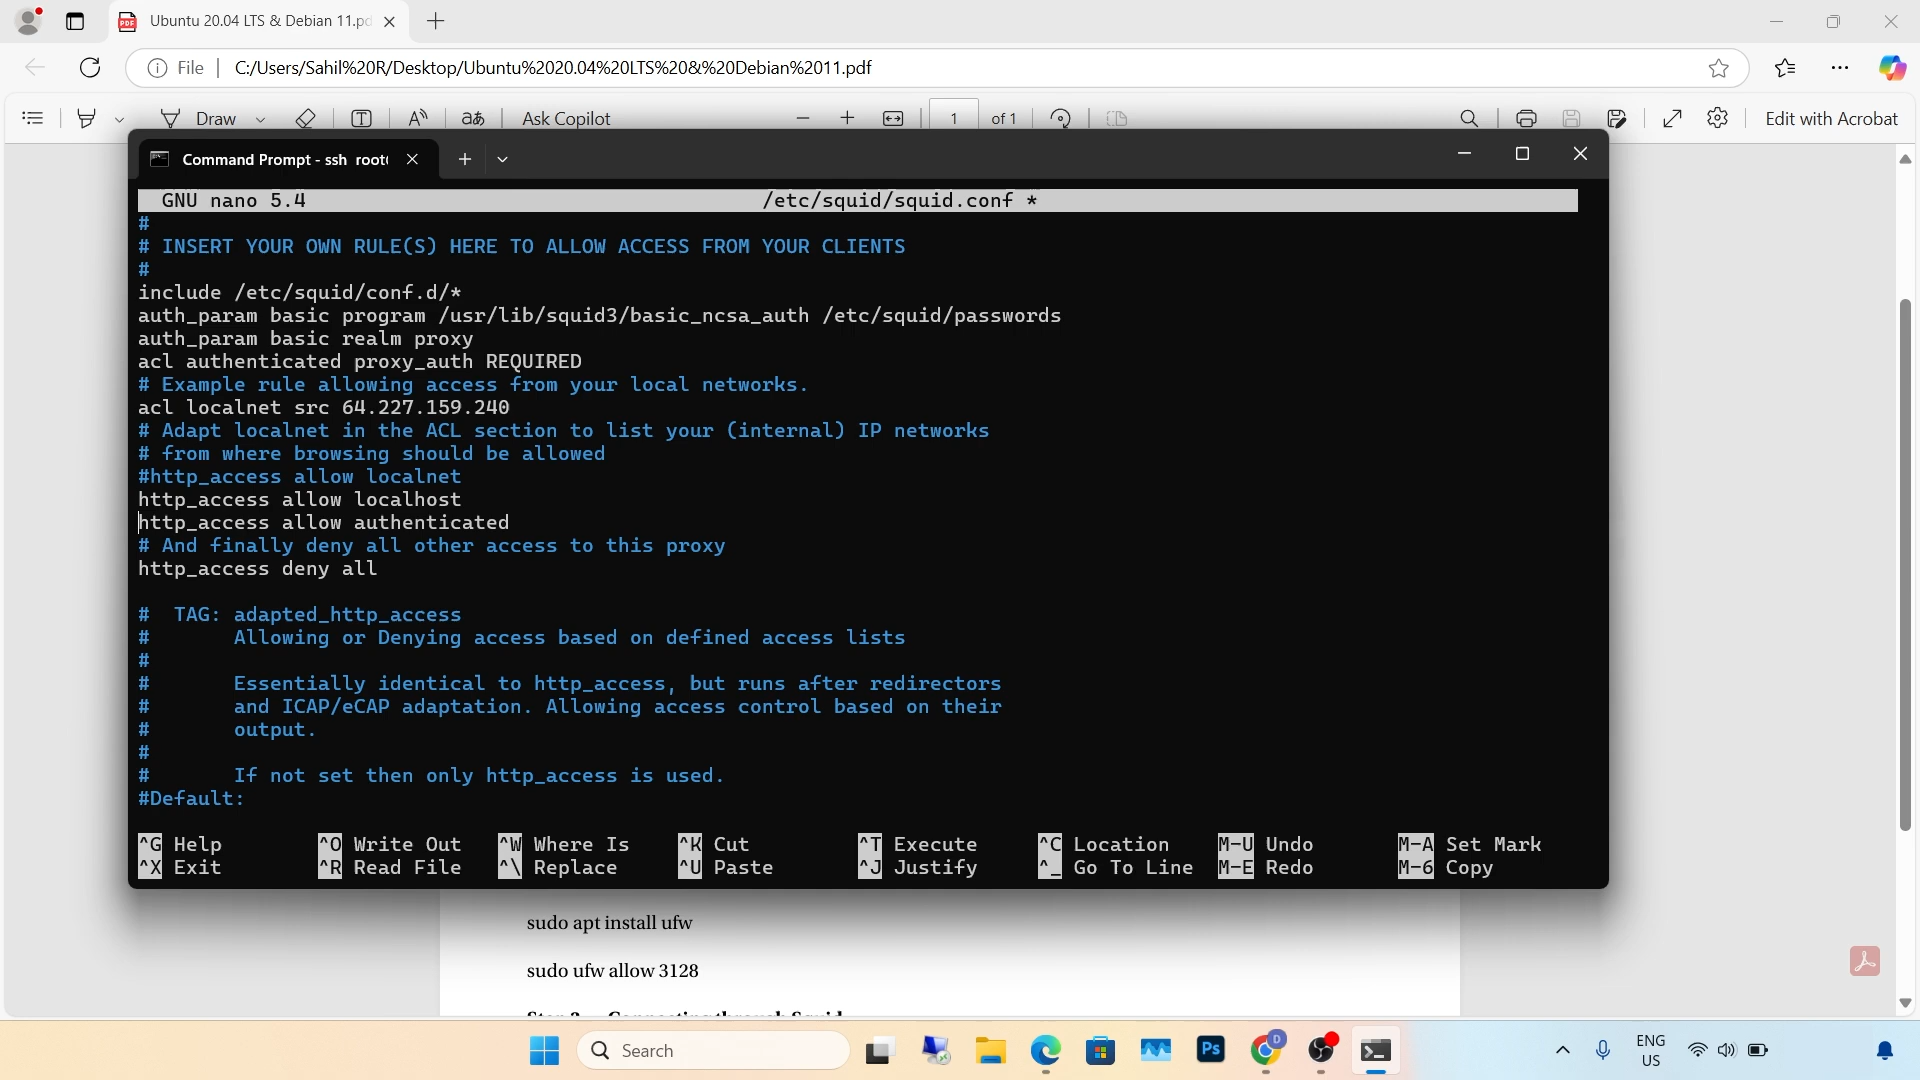 Ubuntu 20.04 LTS & Debian 11.pd
File
C:/Users/Sahil%20R/Desktop/Ubuntu%2020.04%20LTS%20&%20Debian%2011.pdf
Draw
Ask Copilot
1
of 1
Edit with Acrobat
Command Prompt - ssh root
GNU nano 5.4 /etc/squid/squid.conf *
#
# INSERT YOUR OWN RULE(S) HERE TO ALLOW ACCESS FROM YOUR CLIENTS
#
include /etc/squid/conf.d/*
auth_param basic program /usr/lib/squid3/basic_ncsa_auth /etc/squid/passwords
auth_param basic realm proxy
acl authenticated proxy_auth REQUIRED
# Example rule allowing access from your local networks.
acl localnet src 64.227.159.240
# Adapt localnet in the ACL section to list your (internal) IP networks
# from where browsing should be allowed
#http_access allow localnet
http_access allow localhost
http_access allow authenticated
# And finally deny all other access to this proxy
http_access deny all
# TAG: adapted_http_access
# Allowing or Denying access based on defined access lists
#
# Essentially identical to http_access, but runs after redirectors
# and ICAP/eCAP adaptation. Allowing access control based on their
# output.
#
# If not set then only http_access is used.
#Default:
^G Help ^O Write Out ^W Where Is ^K Cut ^T Execute ^C Location M-U Undo M-A Set Mark
^X Exit ^R Read File ^\ Replace ^U Paste ^J Justify ^_ Go To Line M-E Redo M-6 Copy
sudo apt install ufw
sudo ufw allow 3128
Search
Ps
D
ENG
US